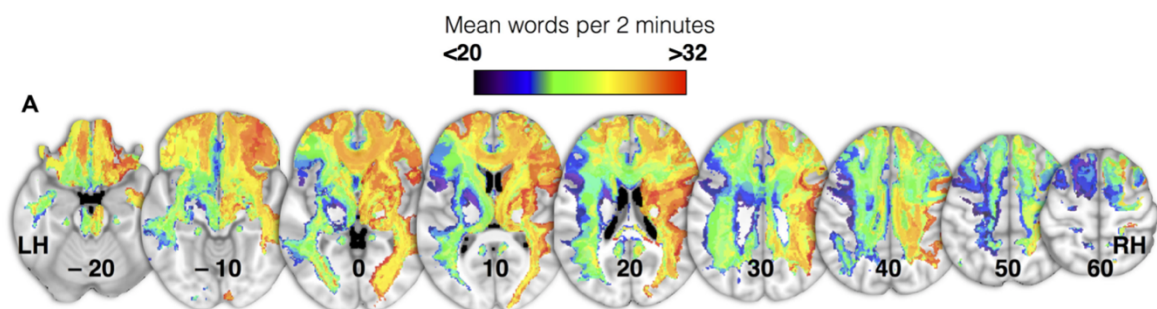 Mean words per 2 minutes
<20 >32
A
LH RH
– 20 – 10 0 10 20 30 40 50 60